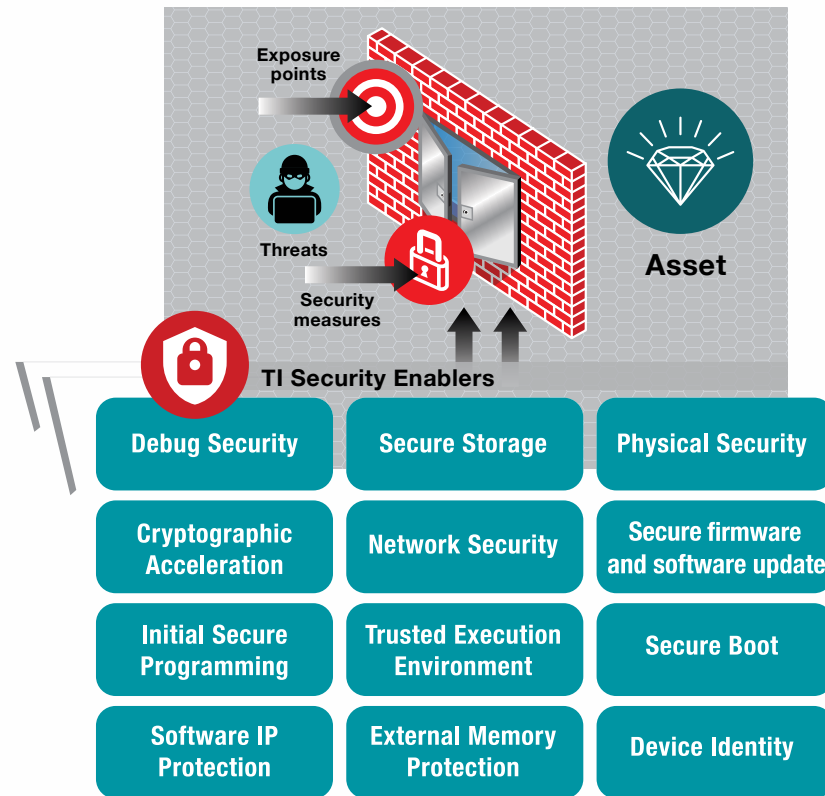 Exposure
points
Threats
Asset
Security
measures
TI Security Enablers
Debug Security
Secure Storage
Physical Security
Cryptographic
Acceleration
Network Security
Secure firmware
and software update
Initial Secure
Programming
Trusted Execution
Environment
Secure Boot
Software IP
Protection
External Memory
Protection
Device Identity